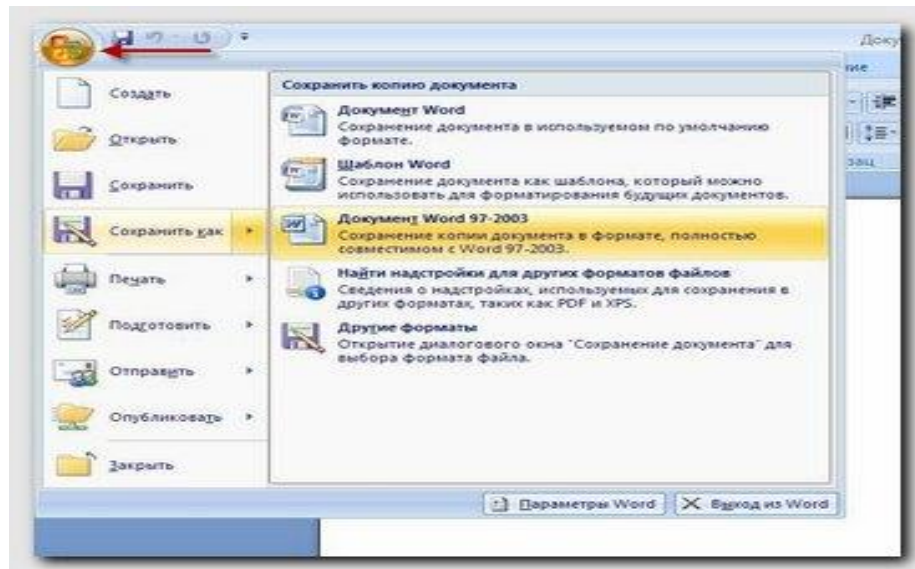 Доку
ние
Создать
Открыть
Сохранить
Сохранить как
Печать
Подготовить
Отправить
Опубликовать
Закрыть
Сохранить копию документа
Документ Word
Сохранение документа в используемом по умолчанию
формате.
Шаблон Word
Сохранение документа как шаблона, который можно
использовать для форматирования будущих документов.
Документ Word 97-2003
Сохранение копии документа в формате, полностью
совместимом с Word 97-2003.
Найти надстройки для других форматов файлов
Сведения о надстройках, используемых для сохранения в
других форматах, таких как PDF и XPS.
Другие форматы
Открытие диалогового окна "Сохранение документа" для
выбора формата файла.
зац
Параметры Word
Выход из Word